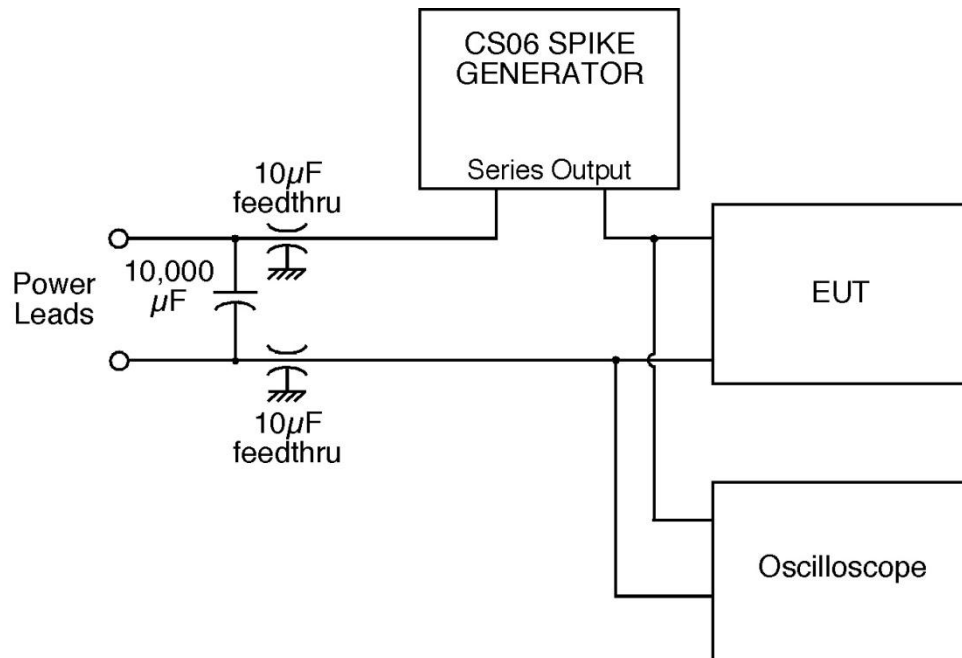 CS06 SPIKE
GENERATOR
Series Output
10µF
feedthru
Power
Leads
10,000
µF
EUT
10µF
feedthru
Oscilloscope